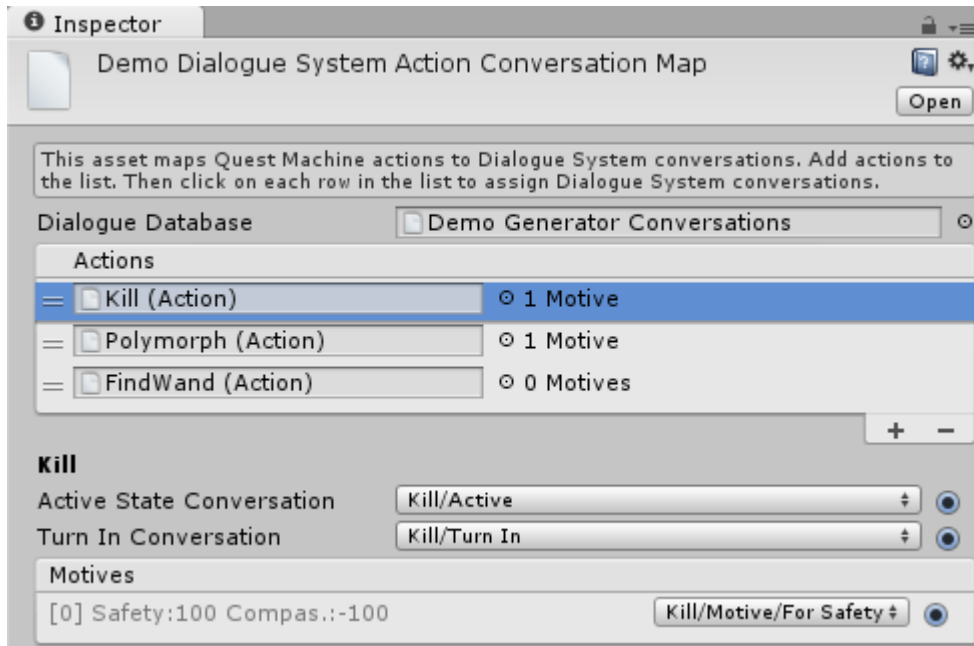 Inspector
Demo Dialogue System Action Conversation Map
Open
This asset maps Quest Machine actions to Dialogue System conversations. Add actions to
the list. Then click on each row in the list to assign Dialogue System conversations.
Dialogue Database Demo Generator Conversations
Actions
Kill (Action) 1 Motive
Polymorph (Action) 1 Motive
FindWand (Action) 0 Motives
+ −
Kill
Active State Conversation Kill/Active
Turn In Conversation Kill/Turn In
Motives
[0] Safety:100 Compas.:-100 Kill/Motive/For Safety